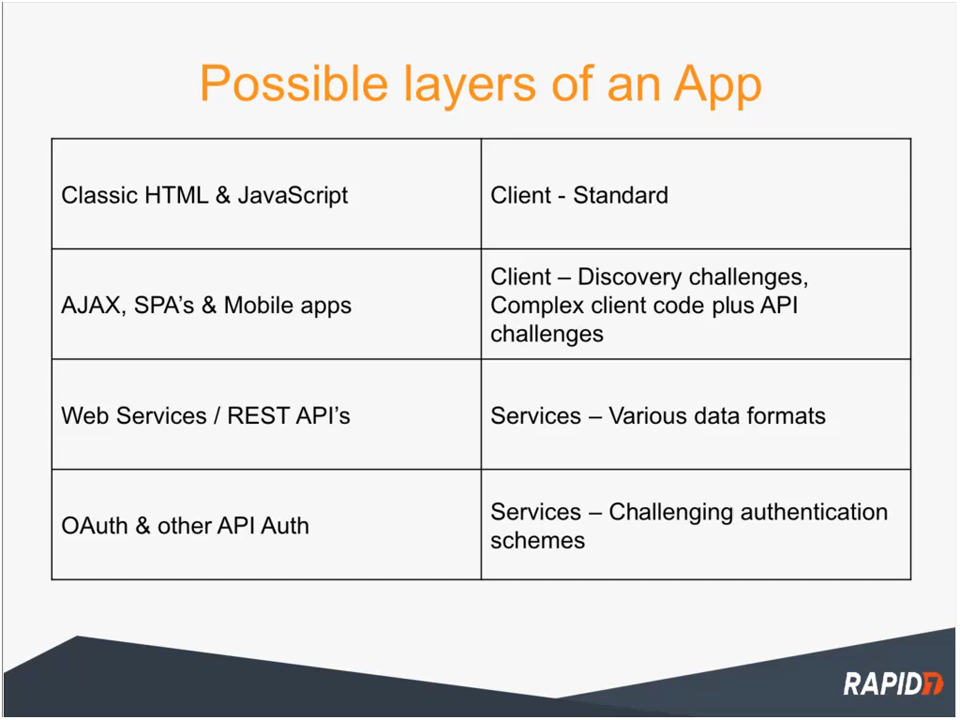 Possible layers of an App
Classic HTML & JavaScript
Client - Standard
AJAX, SPA’s & Mobile apps
Client – Discovery challenges,
Complex client code plus API
challenges
Web Services / REST API’s
Services – Various data formats
OAuth & other API Auth
Services – Challenging authentication
schemes
RAPID7